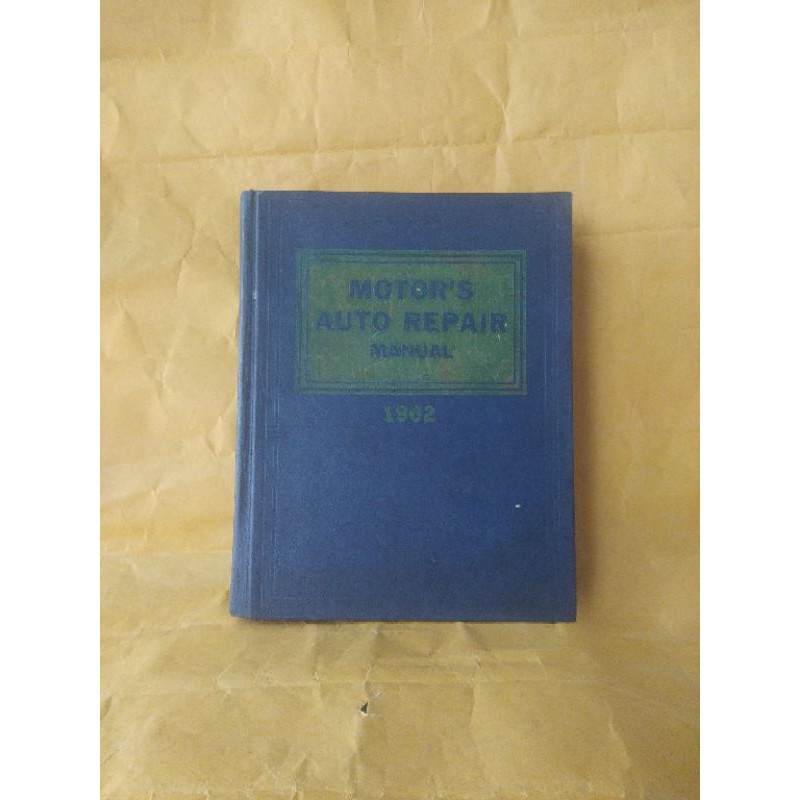 MOTOR'S
AUTO REPAIR
MANUAL
1962